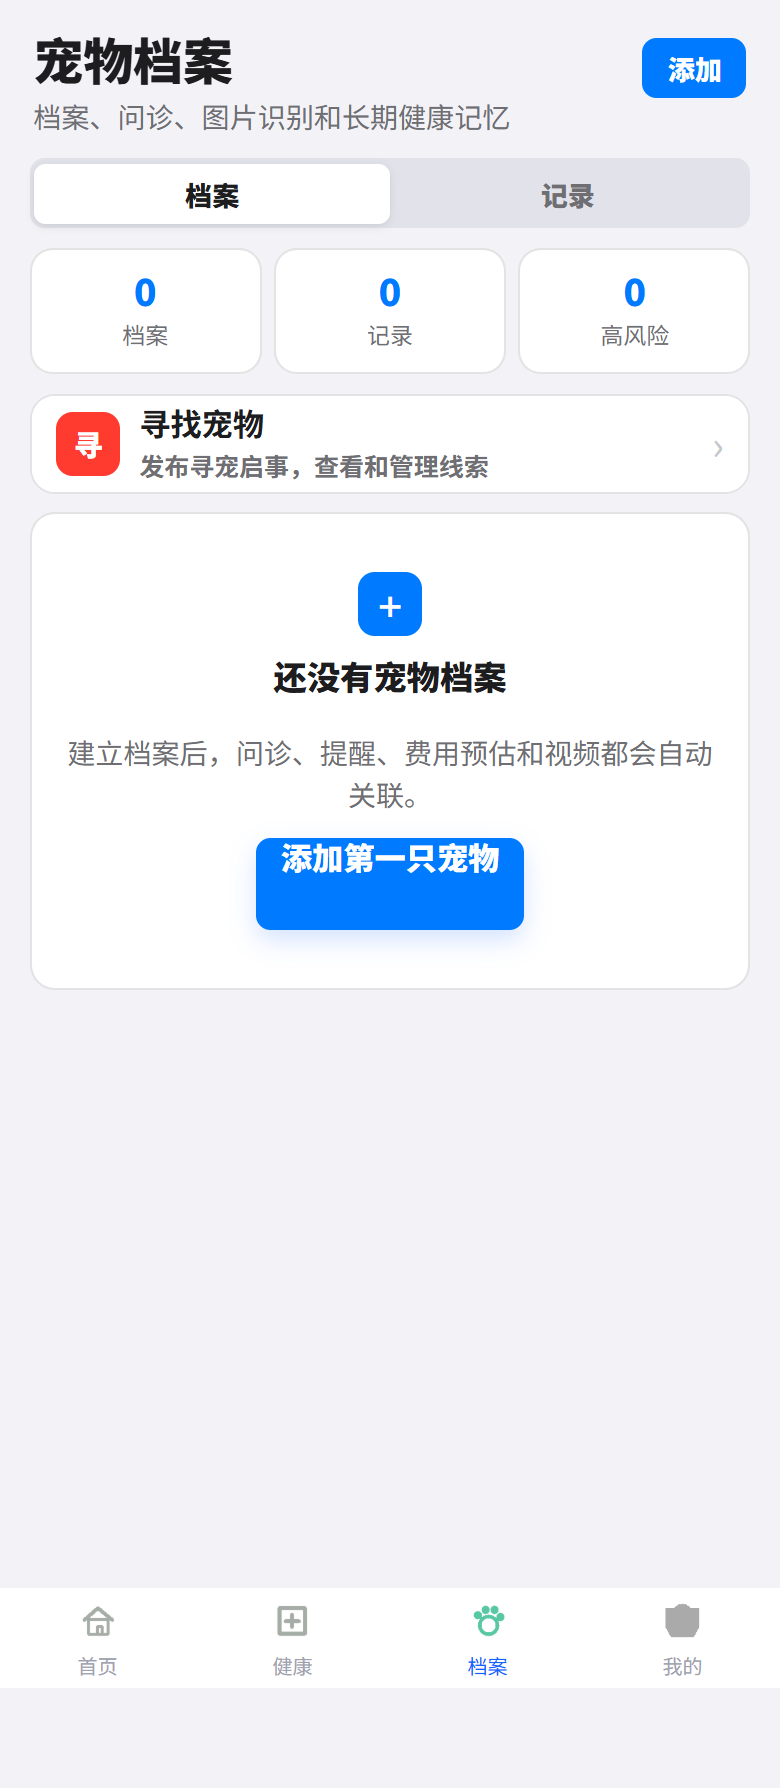 宠物档案
添加
档案、问诊、图片识别和长期健康记忆
档案
记录
0
0
0
档案
记录
高风险
寻
寻找宠物
发布寻宠启事，查看和管理线索
›
+
还没有宠物档案
建立档案后，问诊、提醒、费用预估和视频都会自动
关联。
添加第一只宠物
首页
健康
档案
我的